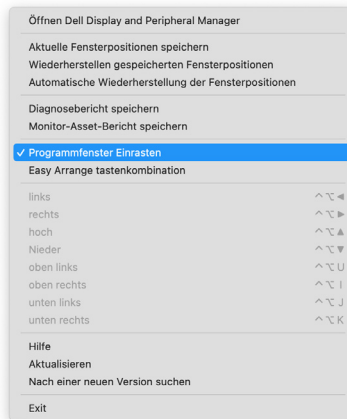 Öffnen Dell Display and Peripheral Manager
Aktuelle Fensterpositionen speichern
Wiederherstellen gespeicherten Fensterpositionen
Automatische Wiederherstellung der Fensterpositionen
Diagnosebericht speichern
Monitor-Asset-Bericht speichern
✓ Programmfenster Einrasten
Easy Arrange tastenkombination
links ^⌥◀
rechts ^⌥▶
hoch ^⌥▲
Nieder ^⌥▼
oben links ^⌥U
oben rechts ^⌥I
unten links ^⌥J
unten rechts ^⌥K
Hilfe
Aktualisieren
Nach einer neuen Version suchen
Exit